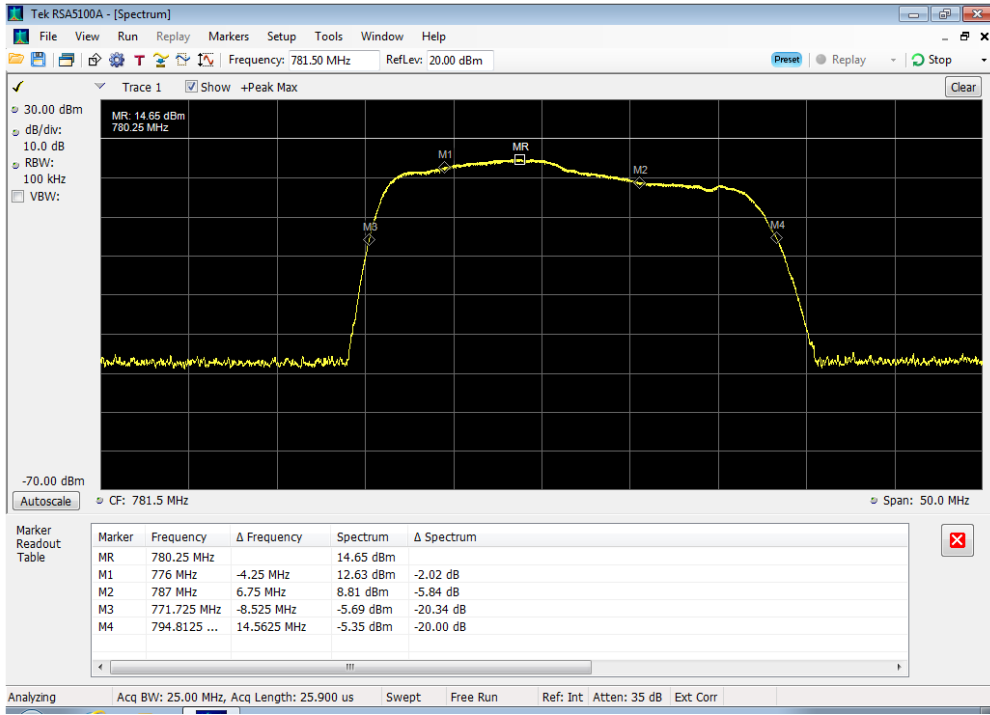 Tek RSA5100A - [Spectrum]
File View Run Replay Markers Setup Tools Window Help
T Frequency: 781.50 MHz RefLev: 20.00 dBm Preset Replay Stop
Trace 1 Show +Peak Max Clear
30.00 dBm
dB/div:
10.0 dB
RBW:
100 kHz
VBW:
MR: 14.65 dBm
780.25 MHz
M1
MR
M2
M3
M4
-70.00 dBm
Autoscale CF: 781.5 MHz Span: 50.0 MHz
Marker
Readout
Table
Marker Frequency Δ Frequency Spectrum Δ Spectrum
MR 780.25 MHz 14.65 dBm
M1 776 MHz -4.25 MHz 12.63 dBm -2.02 dB
M2 787 MHz 6.75 MHz 8.81 dBm -5.84 dB
M3 771.725 MHz -8.525 MHz -5.69 dBm -20.34 dB
M4 794.8125 ... 14.5625 MHz -5.35 dBm -20.00 dB
Analyzing Acq BW: 25.00 MHz, Acq Length: 25.900 us Swept Free Run Ref: Int Atten: 35 dB Ext Corr